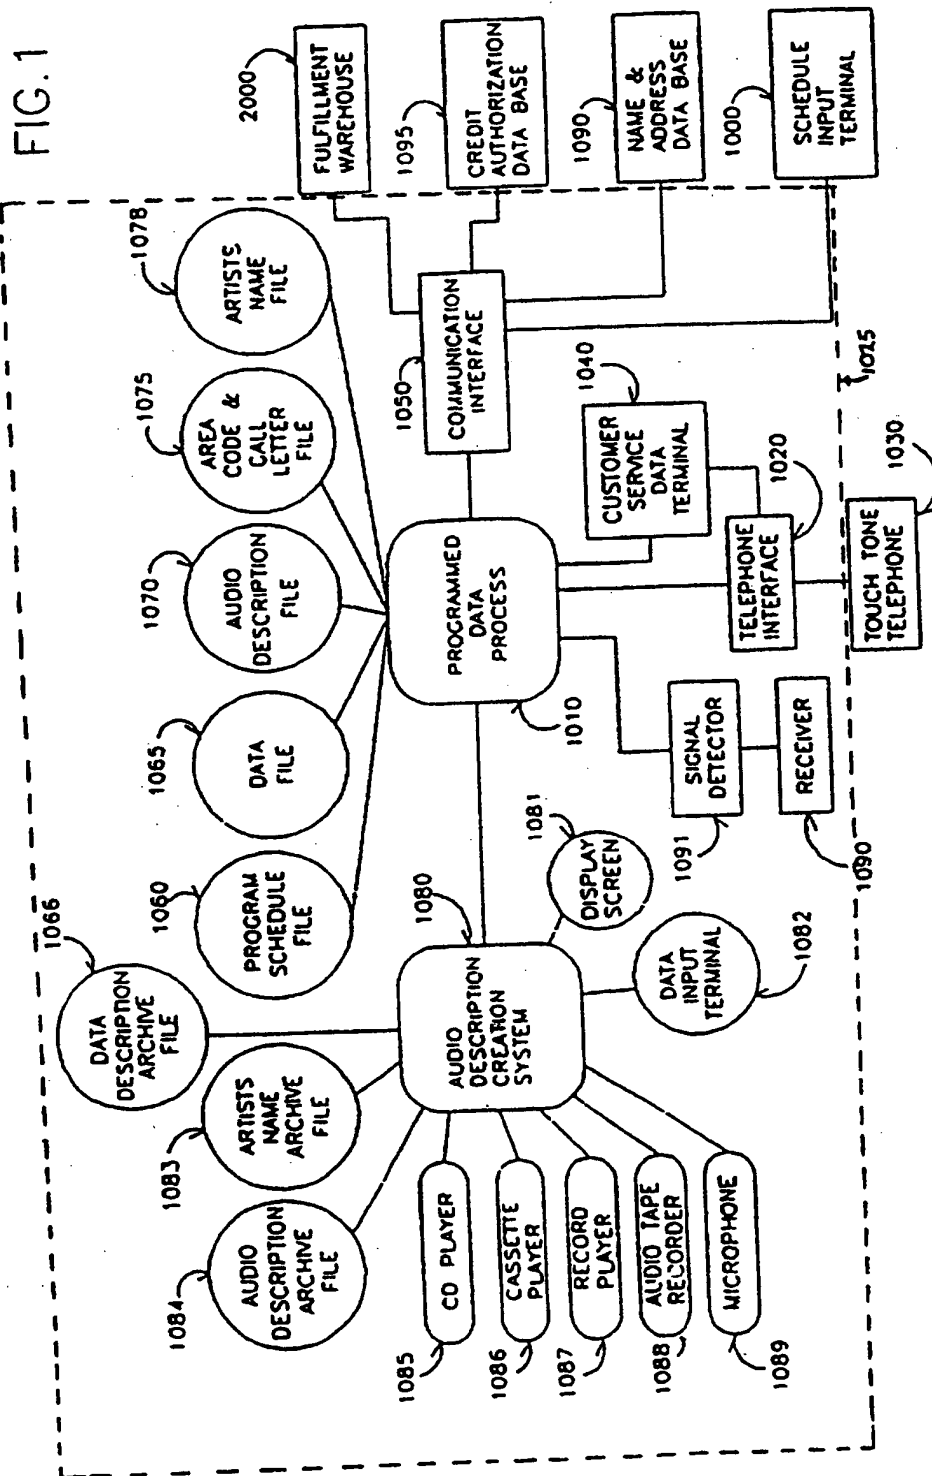 FIG. 1
1066
DATA
DESCRIPTION
ARCHIVE
FILE
1083
ARTISTS
NAME
ARCHIVE
FILE
1084
AUDIO
DESCRIPTION
ARCHIVE
FILE
1060
PROGRAM
SCHEDULE
FILE
1065
DATA
FILE
1070
AUDIO
DESCRIPTION
FILE
1075
AREA
CODE &
CALL
LETTER
FILE
1078
ARTISTS
NAME
FILE
2000
FULFILLMENT
WAREHOUSE
1095
CREDIT
AUTHORIZATION
DATA BASE
1090
NAME &
ADDRESS
DATA BASE
1000
SCHEDULE
INPUT
TERMINAL
1050
COMMUNICATION
INTERFACE
PROGRAMMED
DATA
PROCESS
1010
1080
AUDIO
DESCRIPTION
CREATION
SYSTEM
1040
CUSTOMER
SERVICE
DATA
TERMINAL
1020
TELEPHONE
INTERFACE
1025
1030
TOUCH TONE
TELEPHONE
SIGNAL
DETECTOR
1091
RECEIVER
1090
1081
DISPLAY
SCREEN
DATA
INPUT
TERMINAL
1082
CD PLAYER
1085
CASSETTE
PLAYER
1086
RECORD
PLAYER
1087
AUDIO TAPE
RECORDER
1088
MICROPHONE
1089